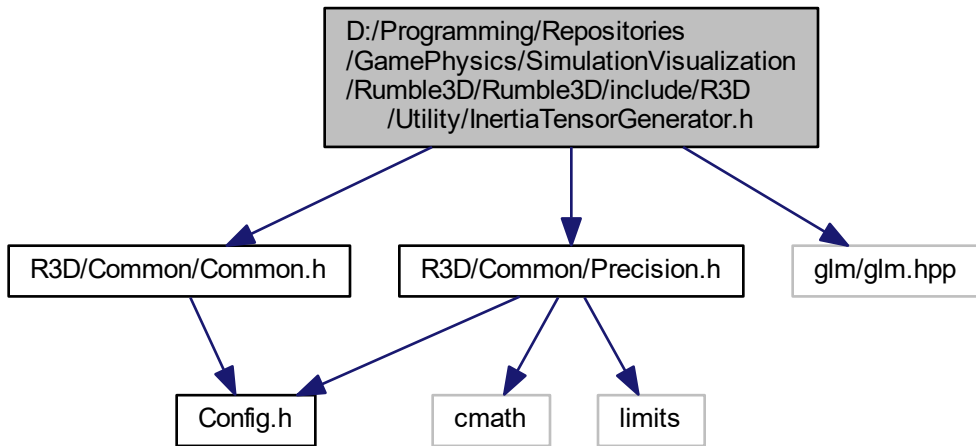 D:/Programming/Repositories
/GamePhysics/SimulationVisualization
/Rumble3D/Rumble3D/include/R3D
/Utility/InertiaTensorGenerator.h
R3D/Common/Common.h
R3D/Common/Precision.h
glm/glm.hpp
Config.h
cmath
limits